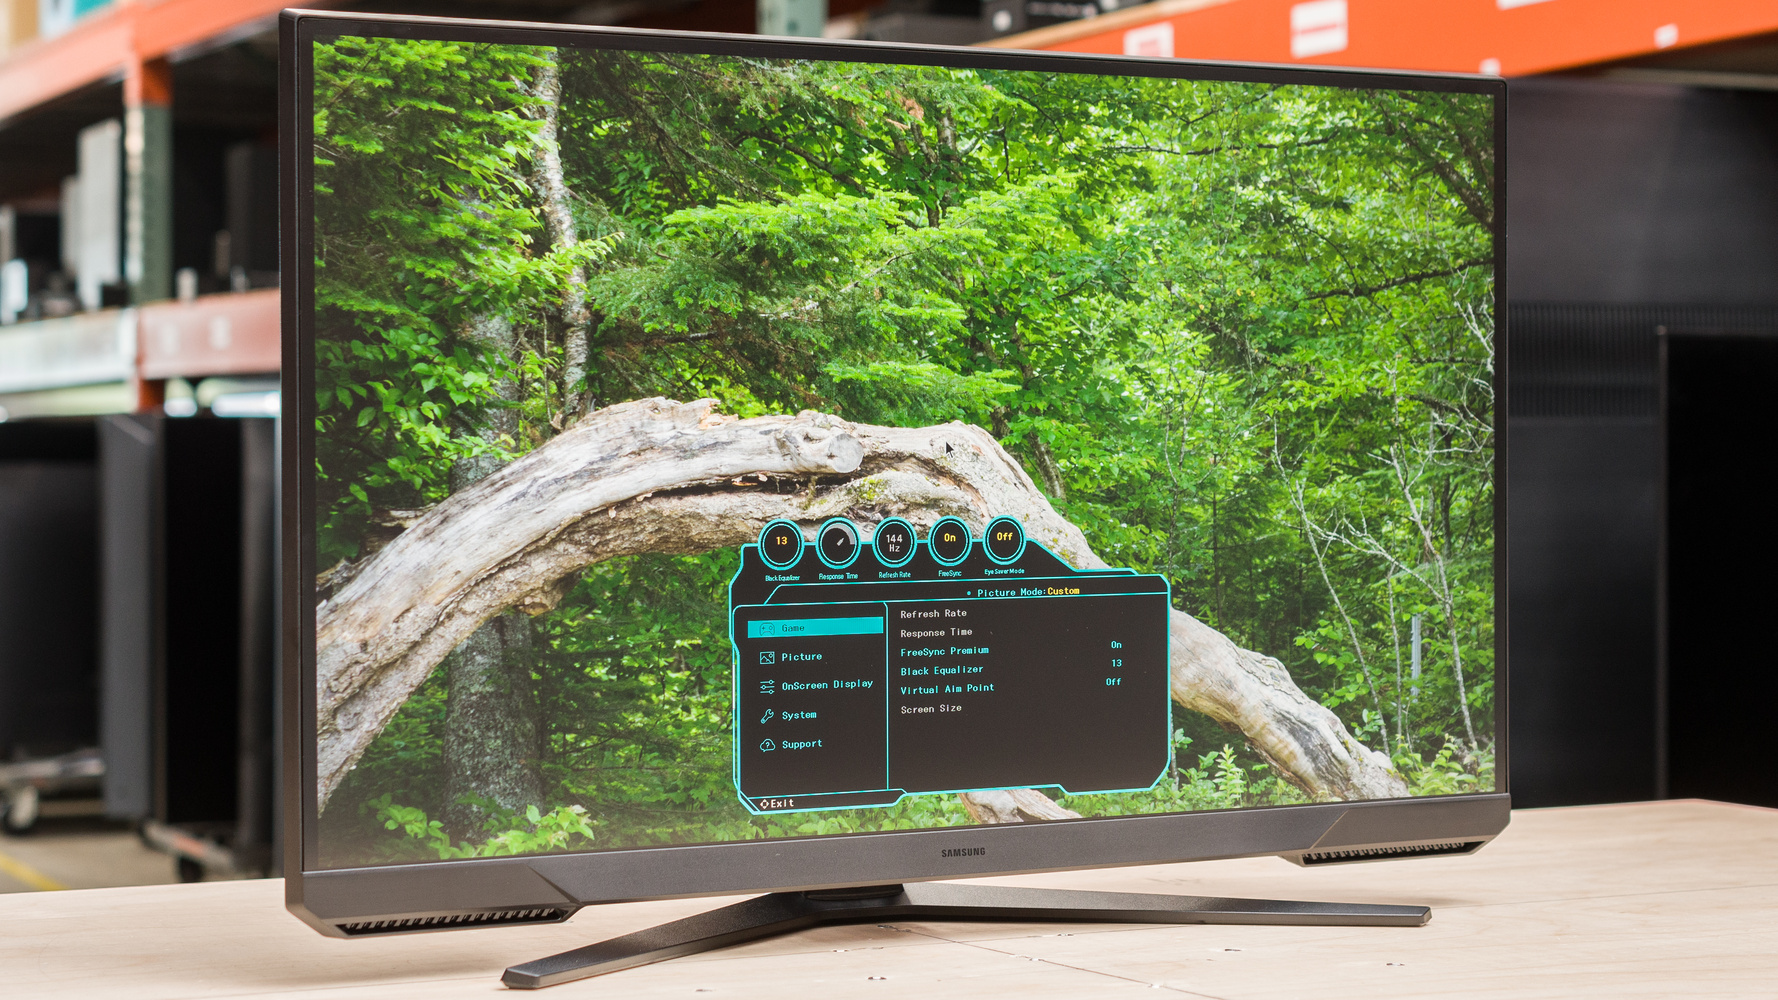 13
144
Hz
On
Off
Black Equalizer
Response Time
Refresh Rate
FreeSync
Eye Saver Mode
Picture Mode:Custom
Game
Picture
OnScreen Display
System
Support
Refresh Rate
Response Time
FreeSync Premium On
Black Equalizer 13
Virtual Aim Point Off
Screen Size
Exit
SAMSUNG